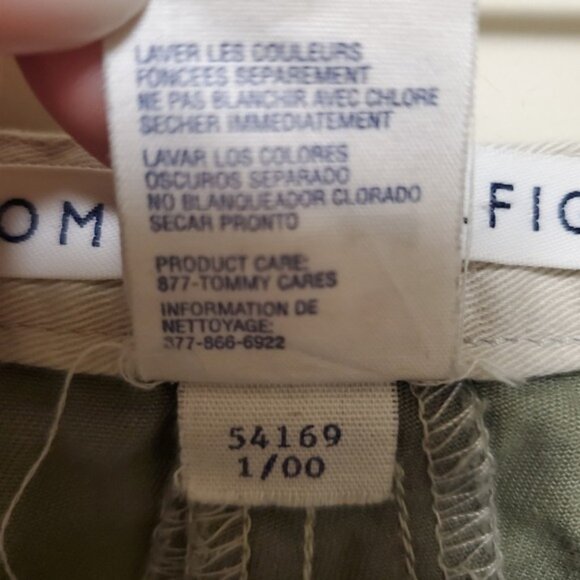 LAVER LES COULEURS
FONCEES SEPAREMENT
NE PAS BLANCHIR AVEC CHLORE
SECHER IMMEDIATEMENT
LAVAR LOS COLORES
OSCUROS SEPARADO
NO BLANQUEADOR CLORADO
SECAR PRONTO
OM FIG
PRODUCT CARE:
877-TOMMY CARES
INFORMATION DE
NETTOYAGE:
877-866-6922
54169
1/00